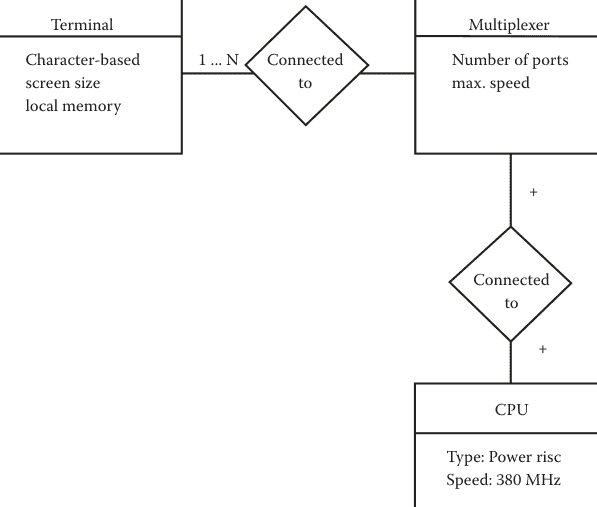 Terminal
Character-based
screen size
local memory
1 ... N
Connected
to
Multiplexer
Number of ports
max. speed
+
Connected
to
+
CPU
Type: Power risc
Speed: 380 MHz